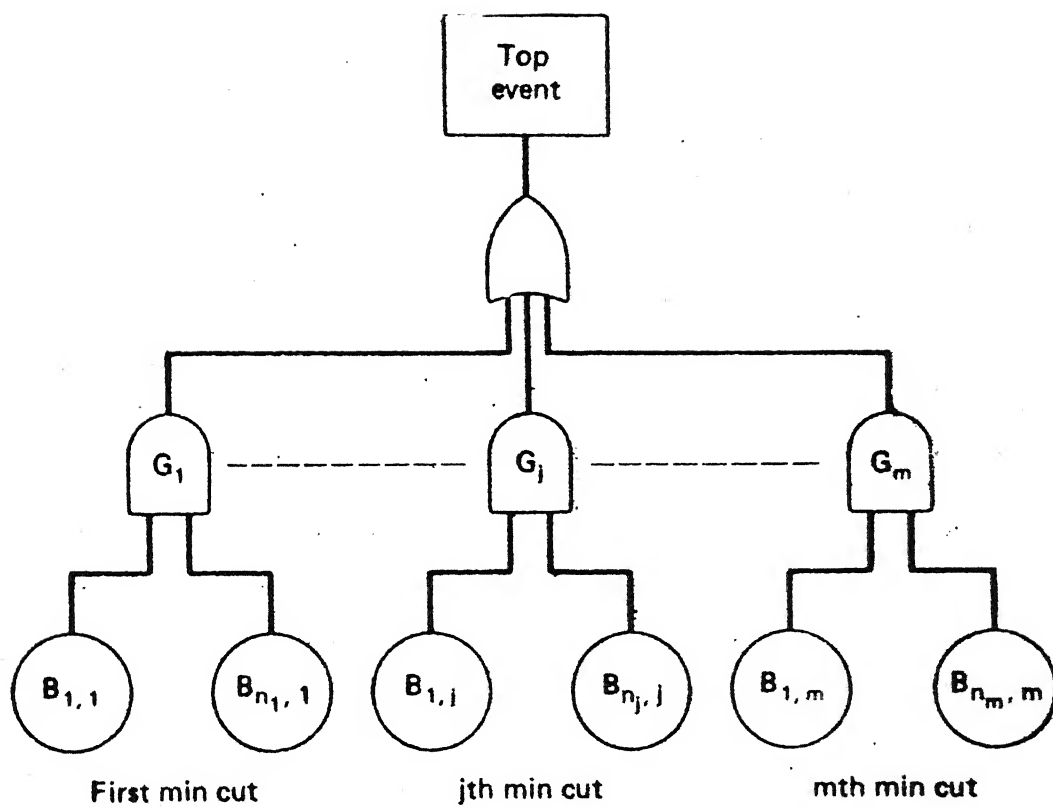 Top
event
G₁
Gⱼ
Gₘ
B₁, ₁
Bₙ₁, 1
B₁, ⱼ
Bₙⱼ, j
B₁, ₘ
Bₙₘ, m
First min cut
jth min cut
mth min cut